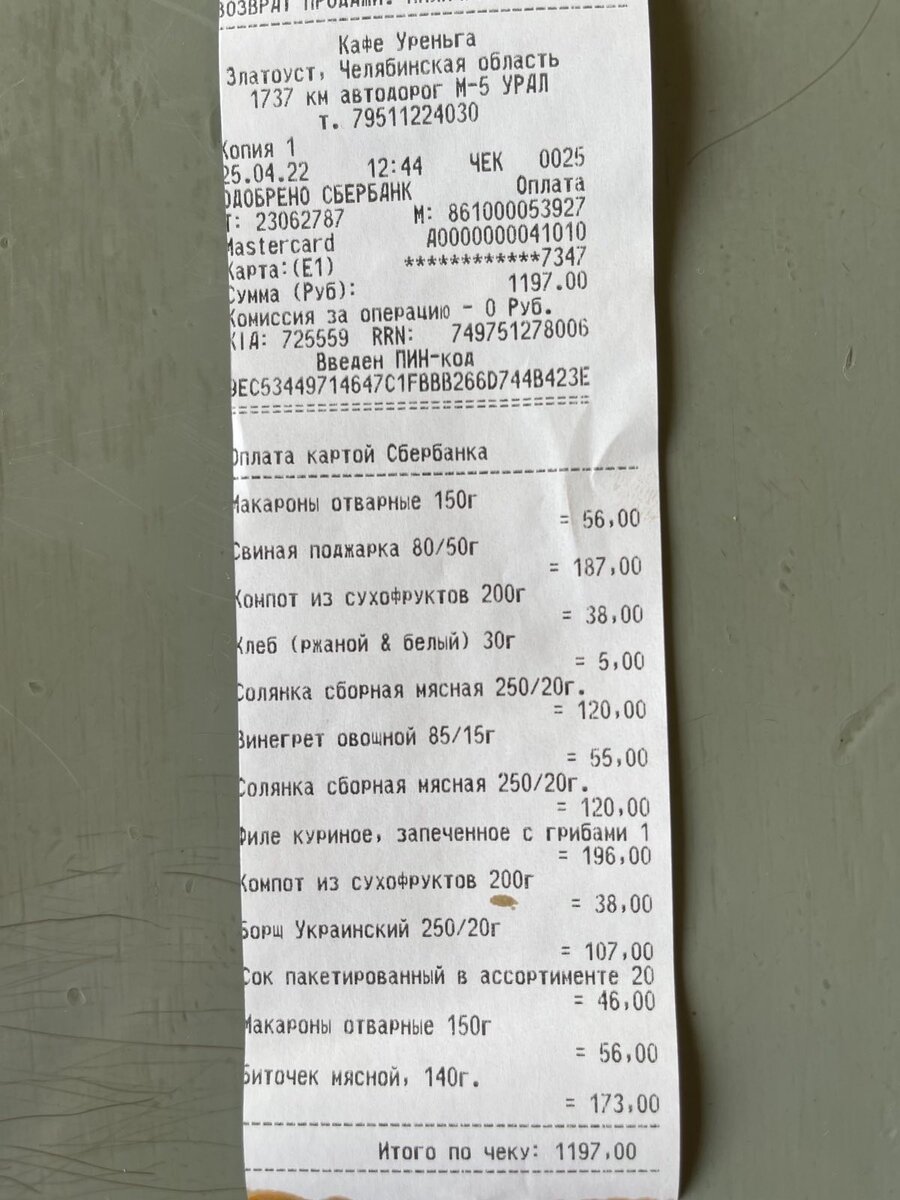 ВОЗВРАТ ПРОДАЖИ:
Кафе Уреньга
Златоуст, Челябинская область
1737 км автодорог М-5 УРАЛ
т. 79511224030
Копия 1
25.04.22 12:44 ЧЕК 0025
ОДОБРЕНО СБЕРБАНК Оплата
Т: 23062787 М: 861000053927
Mastercard A0000000041010
Карта:(E1) ************7347
Сумма (Руб): 1197.00
Комиссия за операцию - 0 Руб.
КІА: 725559 RRN: 749751278006
Введен ПИН-код
9EC53449714647C1FBBB266D744B423E
Оплата картой Сбербанка
Макароны отварные 150г
= 56,00
Свиная поджарка 80/50г
= 187,00
Компот из сухофруктов 200г
= 38,00
Хлеб (ржаной & белый) 30г
= 5,00
Солянка сборная мясная 250/20г.
= 120,00
Винегрет овощной 85/15г
= 55,00
Солянка сборная мясная 250/20г.
= 120,00
Филе куриное, запеченное с грибами 1
= 196,00
Компот из сухофруктов 200г
= 38,00
Борщ Украинский 250/20г
= 107,00
Сок пакетированный в ассортименте 20
= 46,00
Макароны отварные 150г
= 56,00
Биточек мясной, 140г.
= 173,00
Итого по чеку: 1197,00